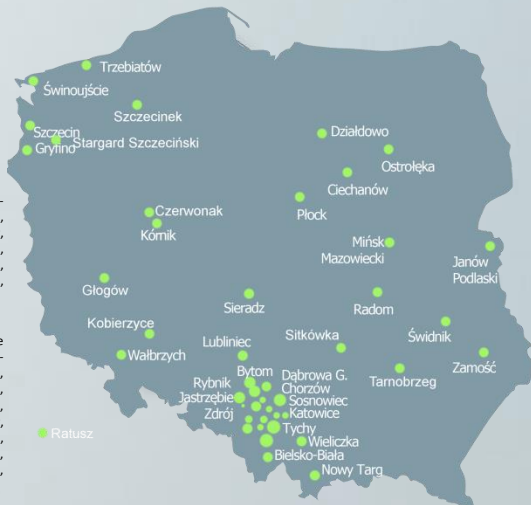 Trzebiatów
Świnoujście
Szczecinek
Szczecin
Stargard Szczeciński
Gryfino
Działdowo
Ostrołęka
Ciechanów
Płock
Czerwonak
Kórnik
Mińsk
Mazowiecki
Janów
Podlaski
Głogów
Sieradz
Radom
Kobierzyce
Świdnik
Wałbrzych
Lubliniec
Sitkówka
Zamość
Tarnobrzeg
Bytom
Dąbrowa G.
Rybnik
Chorzów
Jastrzębie
Zdrój
Sosnowiec
Katowice
Tychy
Wieliczka
Bielsko-Biała
Nowy Targ
Ratusz